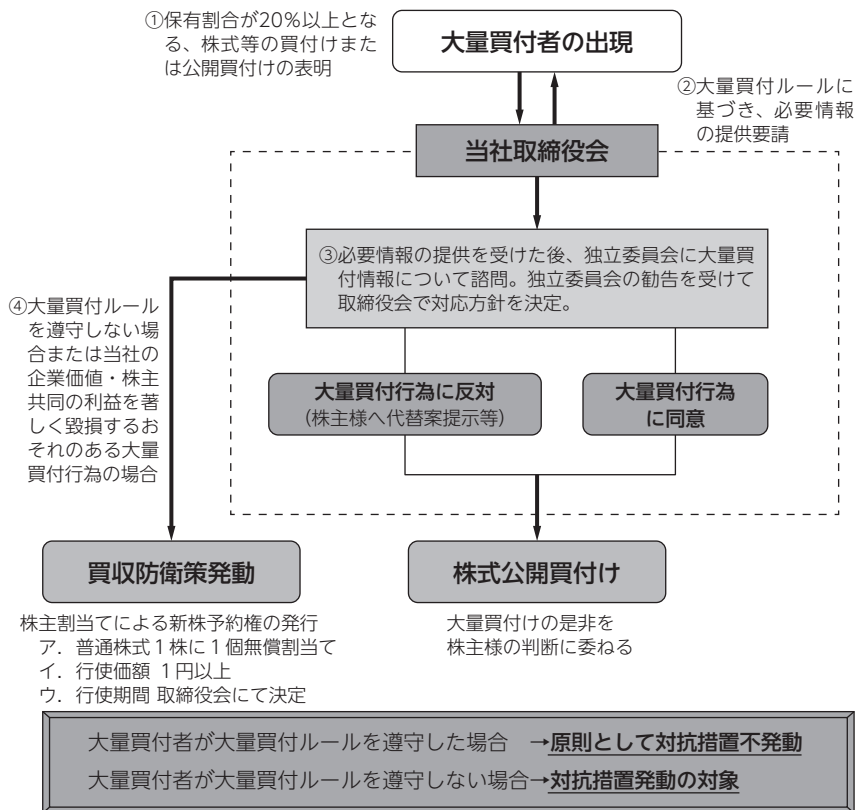 ①保有割合が20%以上とな
る、株式等の買付けまた
は公開買付けの表明
大量買付者の出現
②大量買付ルールに
基づき、必要情報
の提供要請
当社取締役会
③必要情報の提供を受けた後、独立委員会に大量買
付情報について諮問。独立委員会の勧告を受けて
取締役会で対応方針を決定。
④大量買付ルール
を遵守しない場
合または当社の
企業価値・株主
共同の利益を著
しく毀損するお
それのある大量
買付行為の場合
大量買付行為に反対
(株主様へ代替案提示等)
大量買付行為
に同意
買収防衛策発動
株主割当てによる新株予約権の発行
ア．普通株式１株に１個無償割当て
イ．行使価額 １円以上
ウ．行使期間 取締役会にて決定
株式公開買付け
大量買付けの是非を
株主様の判断に委ねる
大量買付者が大量買付ルールを遵守した場合 →原則として対抗措置不発動
大量買付者が大量買付ルールを遵守しない場合→対抗措置発動の対象